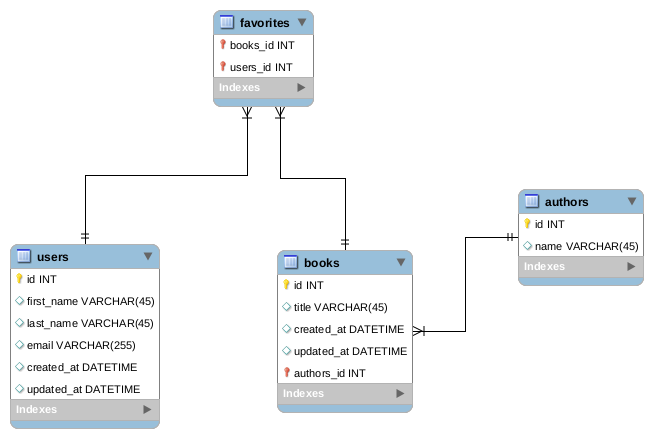 favorites
books_id INT
users_id INT
Indexes
users
id INT
first_name VARCHAR(45)
last_name VARCHAR(45)
email VARCHAR(255)
created_at DATETIME
updated_at DATETIME
Indexes
books
id INT
title VARCHAR(45)
created_at DATETIME
updated_at DATETIME
authors_id INT
Indexes
authors
id INT
name VARCHAR(45)
Indexes